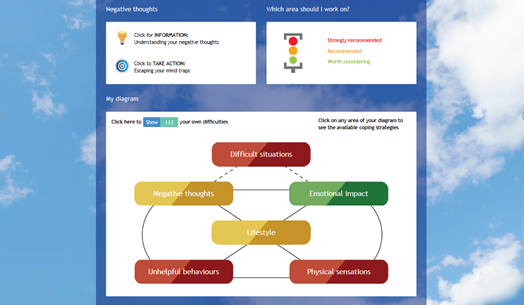 Negative thoughts
Click for INFORMATION:
Understanding your negative thoughts
Click to TAKE ACTION:
Escaping your mind traps
Which area should I work on?
Strongly recommended
Recommended
Worth considering
My diagram
Click here to Show your own difficulties
Click on any area of your diagram to
see the available coping strategies
Difficult situations
Negative thoughts
Emotional impact
Lifestyle
Unhelpful behaviours
Physical sensations